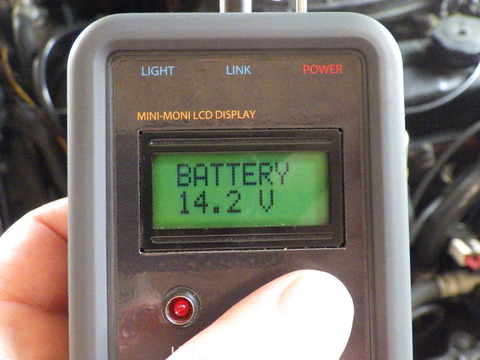 LIGHT LINK POWER
MINI-MONI LCD DISPLAY
BATTERY
14.2 V